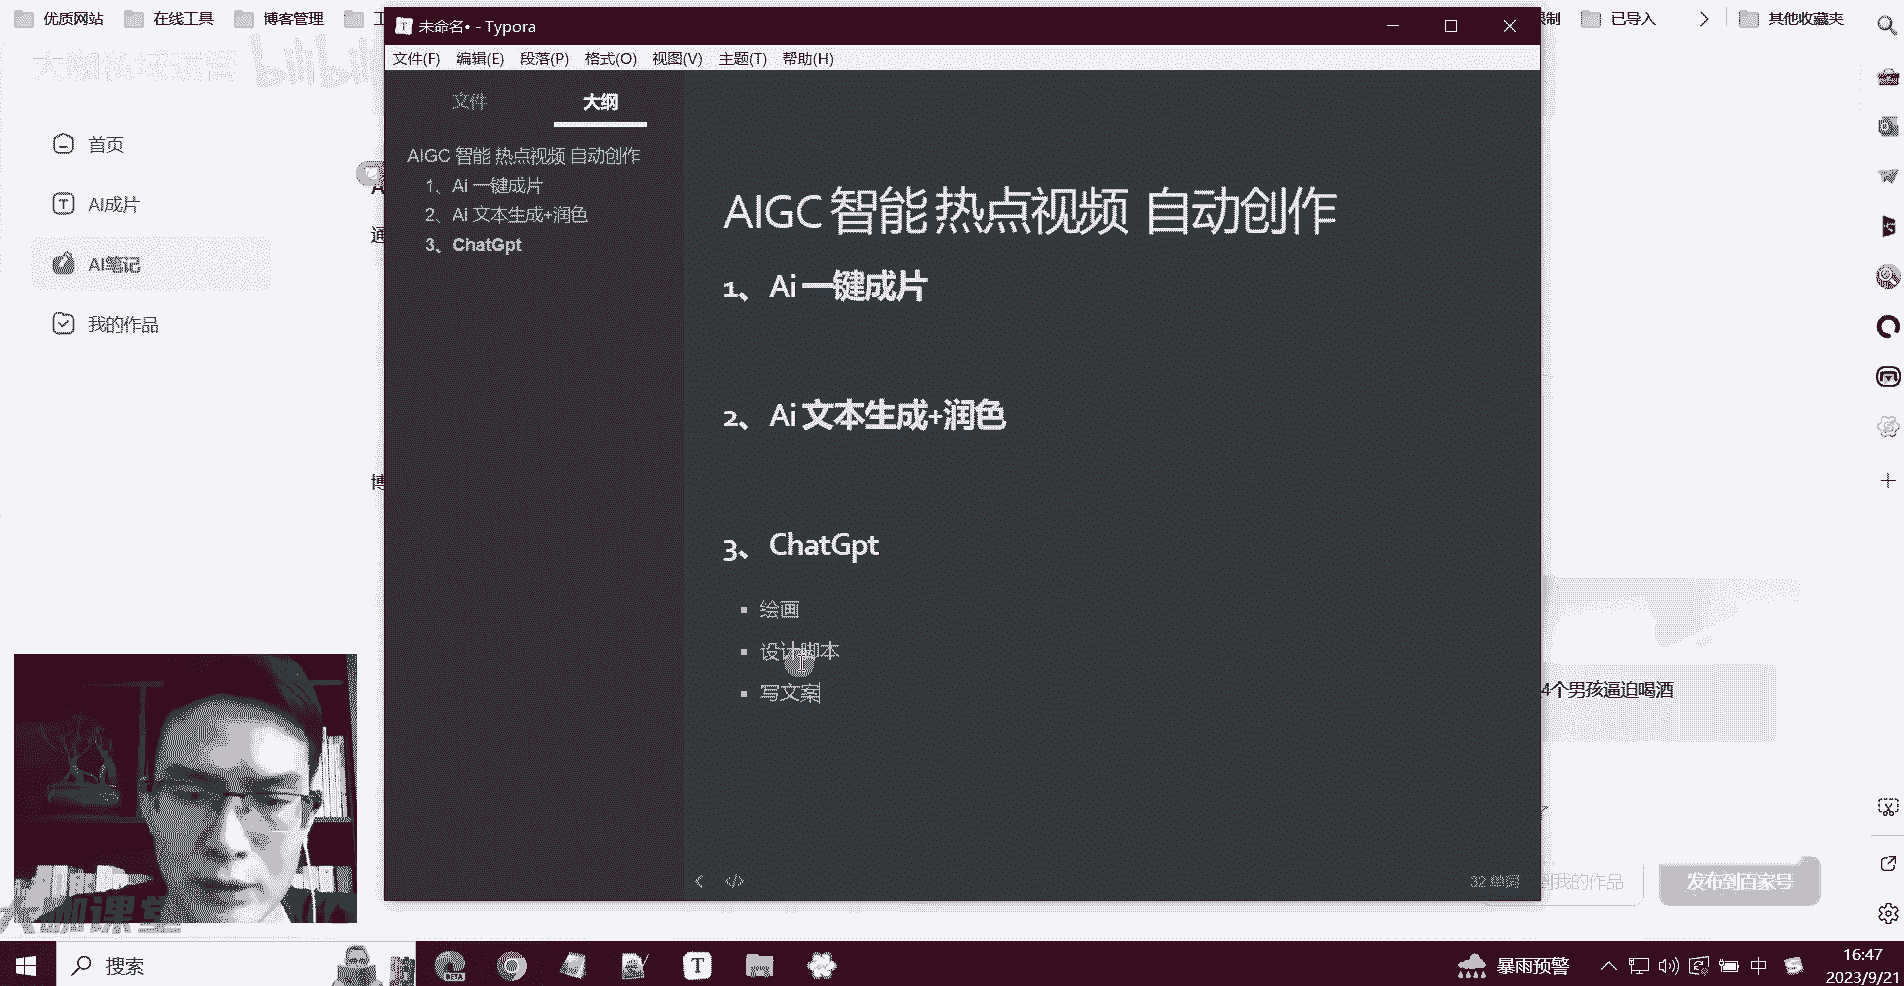 优质网站
在线工具
博客管理
已导入
其他收藏夹
未命名• - Typora
文件(F) 编辑(E) 段落(P) 格式(O) 视图(V) 主题(T) 帮助(H)
文件
大纲
AIGC 智能 热点视频 自动创作
1、Ai 一键成片
2、Ai 文本生成+润色
3、ChatGpt
首页
AI成片
AI笔记
我的作品
AIGC 智能 热点视频 自动创作
1、 Ai 一键成片
2、 Ai 文本生成+润色
3、 ChatGpt
绘画
设计脚本
写文案
4个男孩逼迫喝酒
32 单词
到我的作品
发布到百家号
大咖课堂
搜索
BETA
暴雨预警
中
16:47
2023/9/21